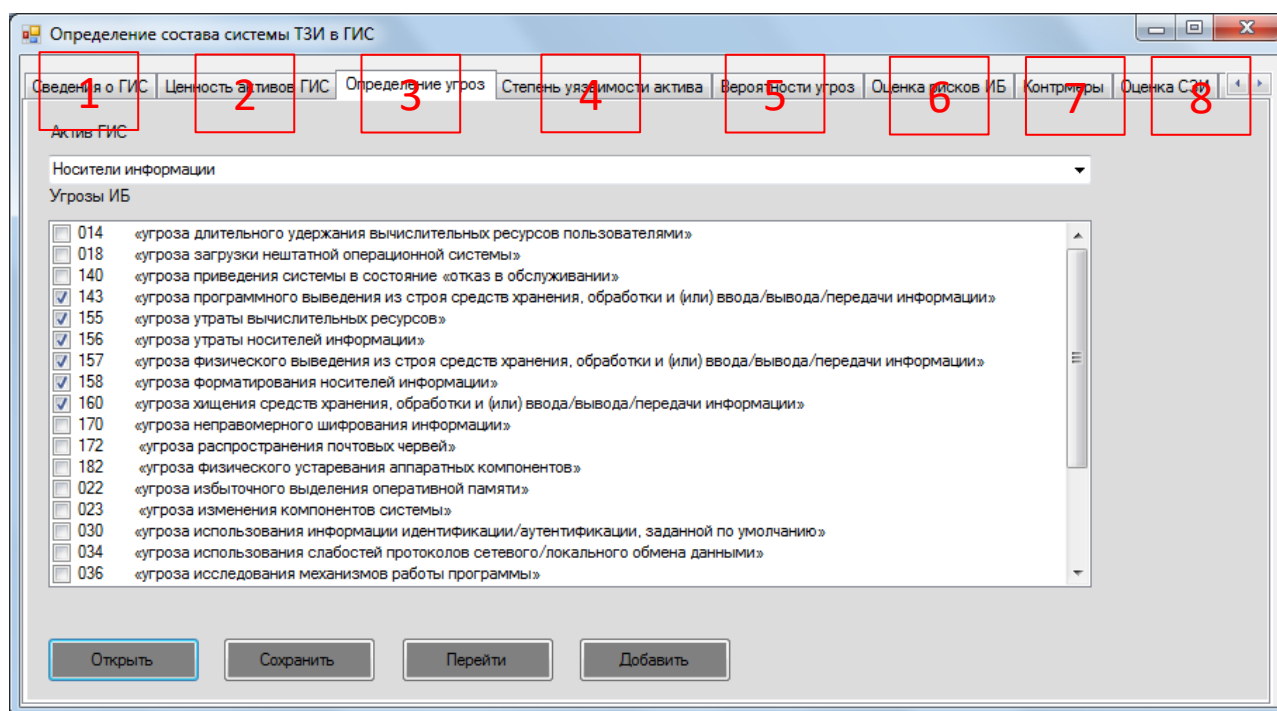 Определение состава системы ТЗИ в ГИС
Сведения о ГИС Ценность активов ГИС Определение угроз Степень уязвимости актива Вероятности угроз Оценка рисков ИБ Контрмеры Оценка СЗИ
1 2 3 4 5 6 7 8
Актив ГИС
Носители информации
Угрозы ИБ
014 «угроза длительного удержания вычислительных ресурсов пользователями»
018 «угроза загрузки нештатной операционной системы»
140 «угроза приведения системы в состояние «отказ в обслуживании»
143 «угроза программного выведения из строя средств хранения, обработки и (или) ввода/вывода/передачи информации»
155 «угроза утраты вычислительных ресурсов»
156 «угроза утраты носителей информации»
157 «угроза физического выведения из строя средств хранения, обработки и (или) ввода/вывода/передачи информации»
158 «угроза форматирования носителей информации»
160 «угроза хищения средств хранения, обработки и (или) ввода/вывода/передачи информации»
170 «угроза неправомерного шифрования информации»
172 «угроза распространения почтовых червей»
182 «угроза физического устаревания аппаратных компонентов»
022 «угроза избыточного выделения оперативной памяти»
023 «угроза изменения компонентов системы»
030 «угроза использования информации идентификации/аутентификации, заданной по умолчанию»
034 «угроза использования слабостей протоколов сетевого/локального обмена данными»
036 «угроза исследования механизмов работы программы»
Открыть Сохранить Перейти Добавить